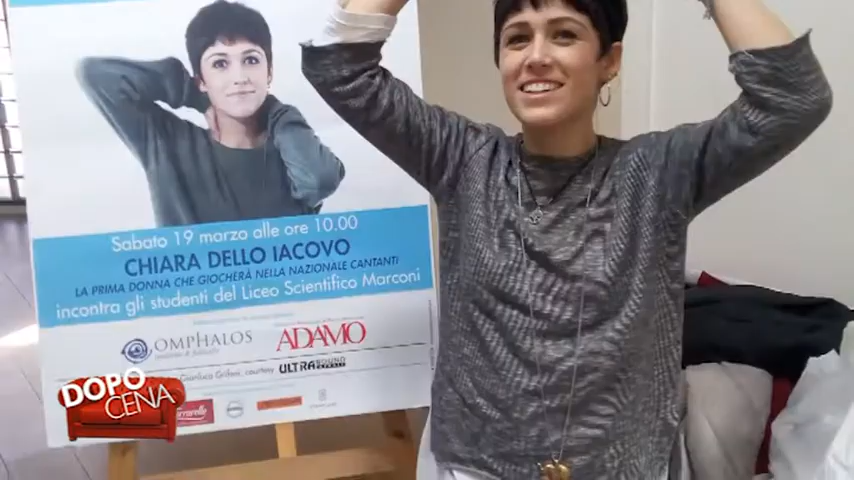 Sabato 19 marzo alle ore 10.00
CHIARA DELLO IACOVO
LA PRIMA DONNA CHE GIOCHERÀ NELLA NAZIONALE CANTANTI
incontra gli studenti del Liceo Scientifico Marconi
OMPHALOS
ADAMO
courtesy ULTRASOUND
DOPO
CENA